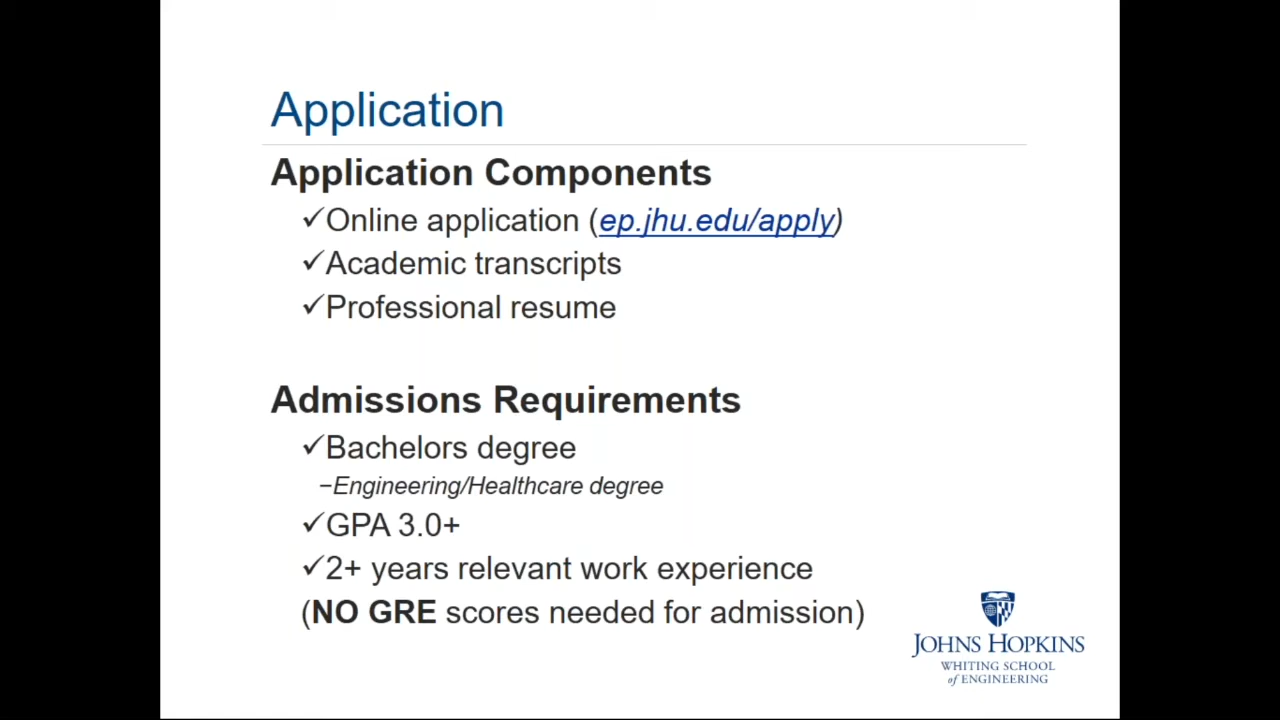 Application
Application Components
✓Online application (ep.jhu.edu/apply)
✓Academic transcripts
✓Professional resume
Admissions Requirements
✓Bachelors degree
−Engineering/Healthcare degree
✓GPA 3.0+
✓2+ years relevant work experience
(NO GRE scores needed for admission)
JOHNS HOPKINS
WHITING SCHOOL
of ENGINEERING